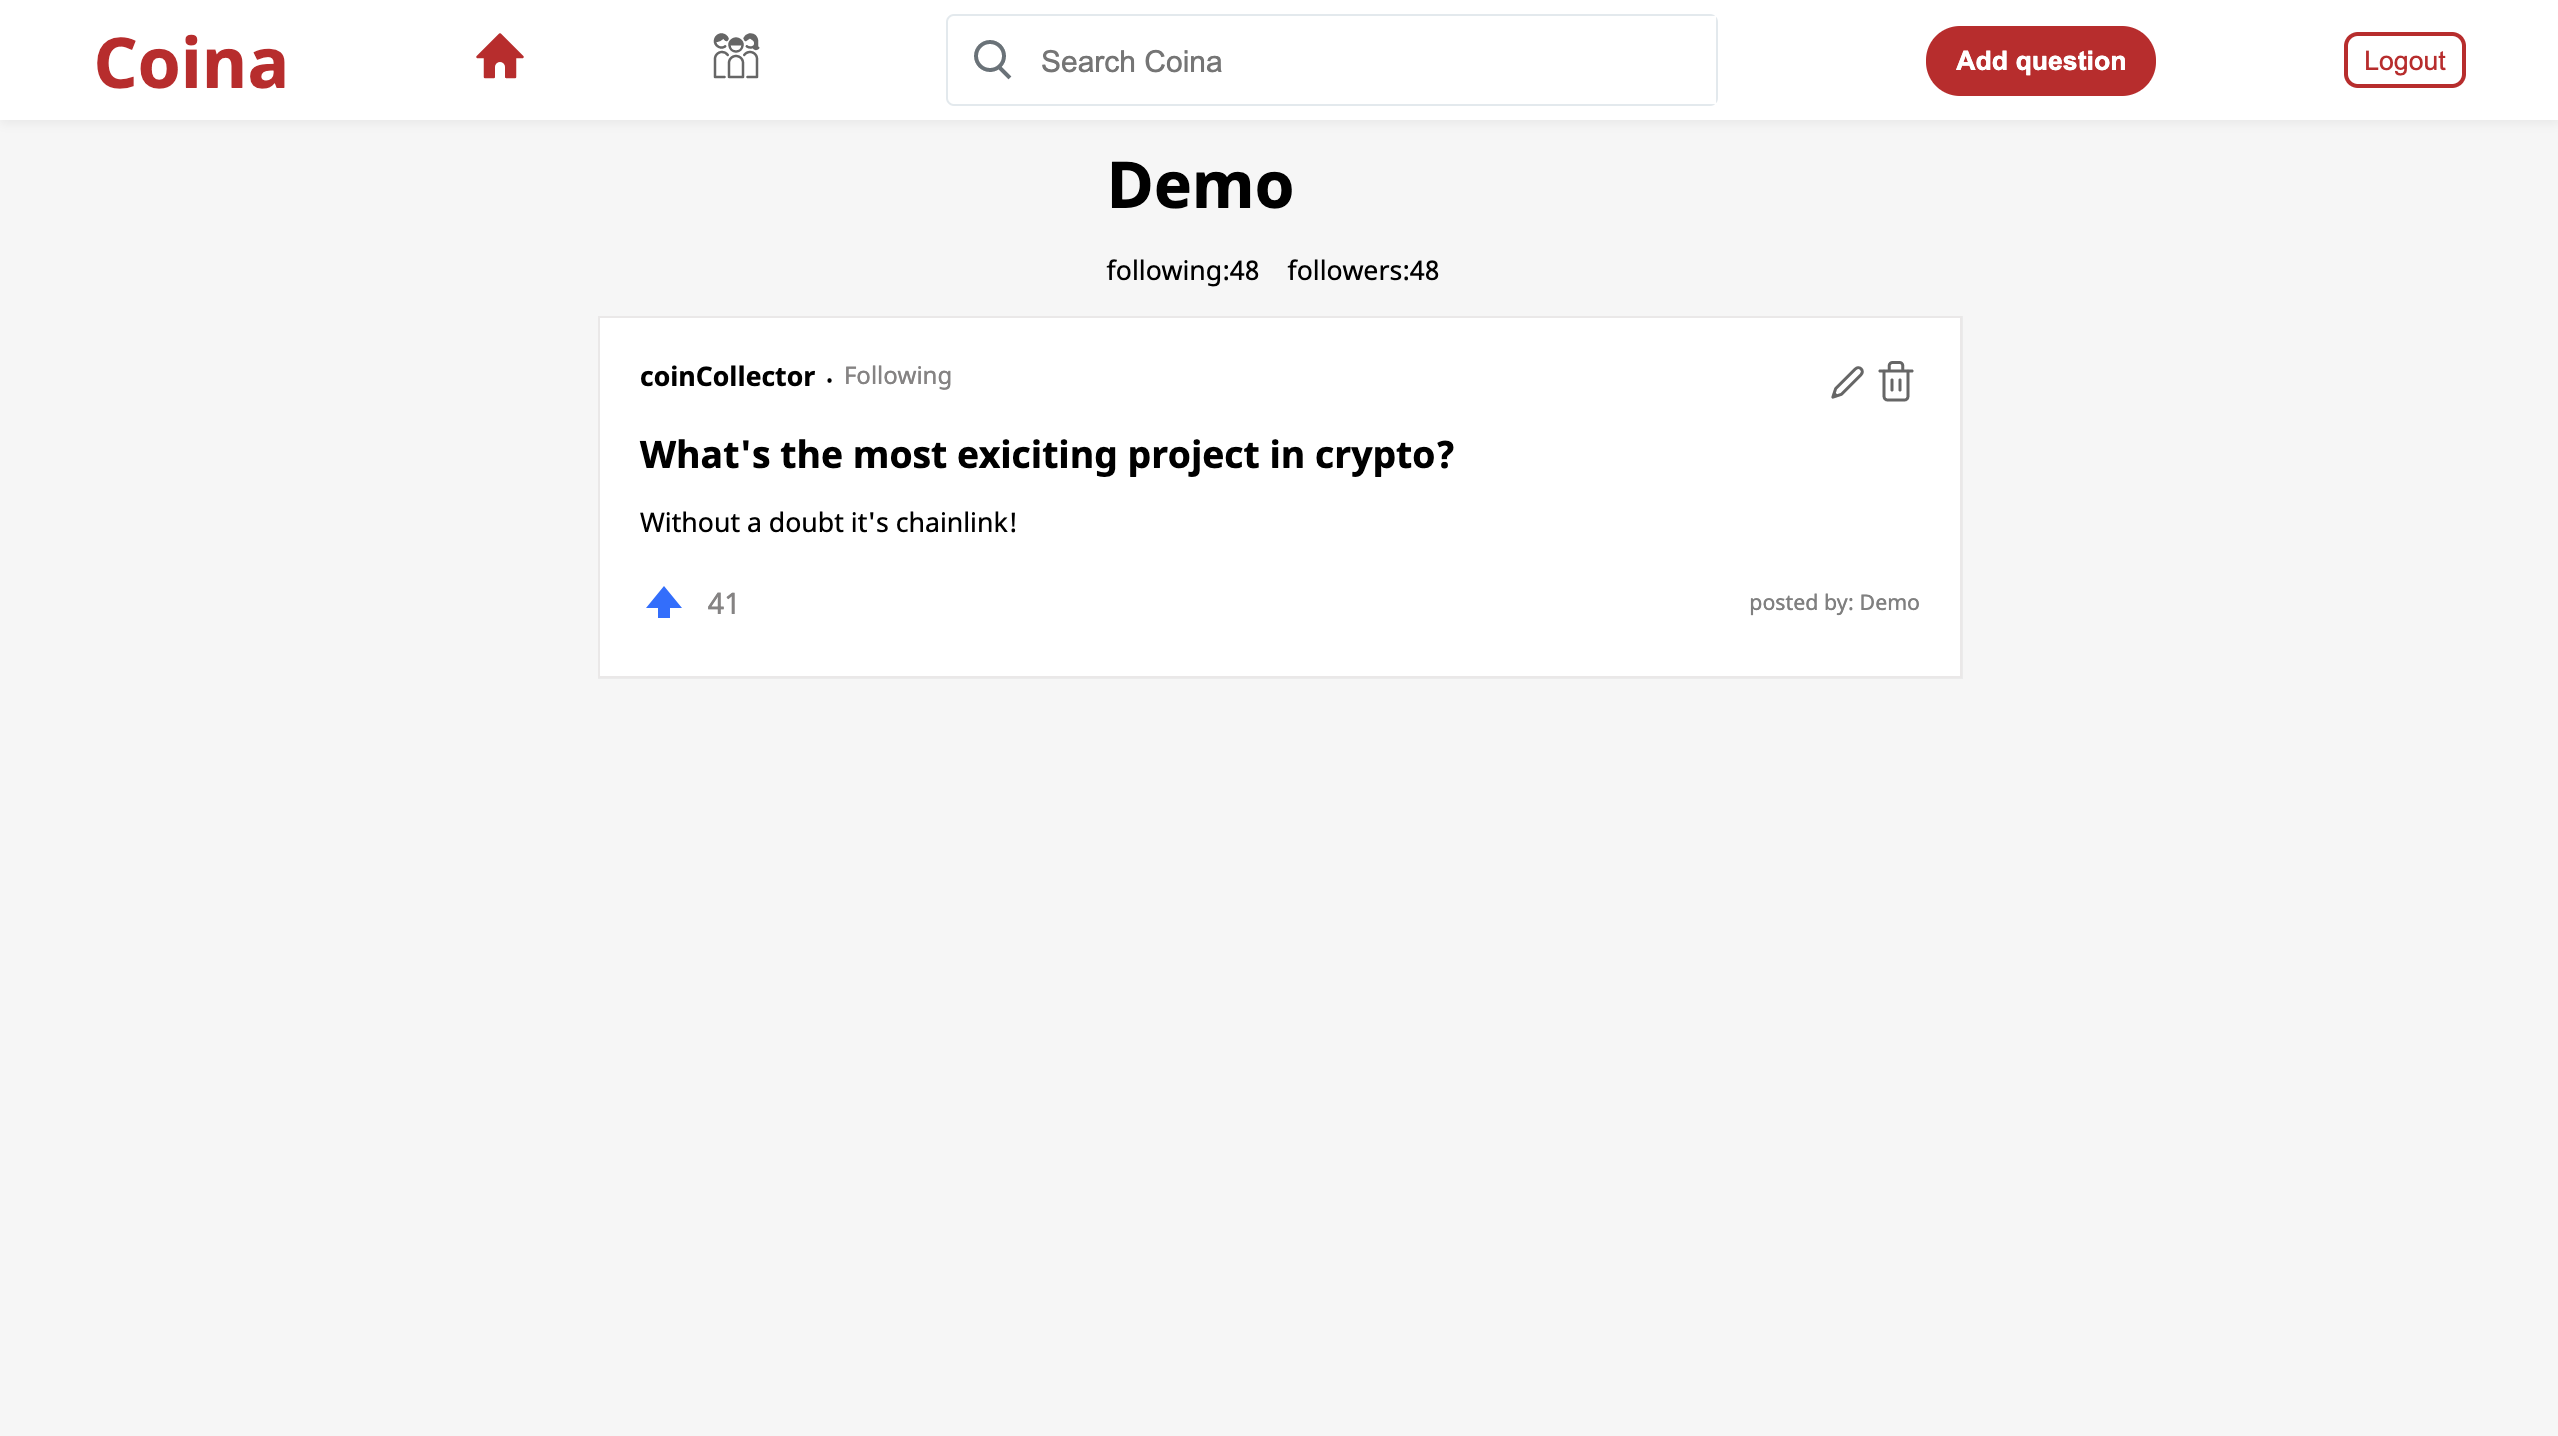 Coina
Search Coina
Add question
Logout
Demo
following:48 followers:48
coinCollector . Following
What's the most exiciting project in crypto?
Without a doubt it's chainlink!
41
posted by: Demo